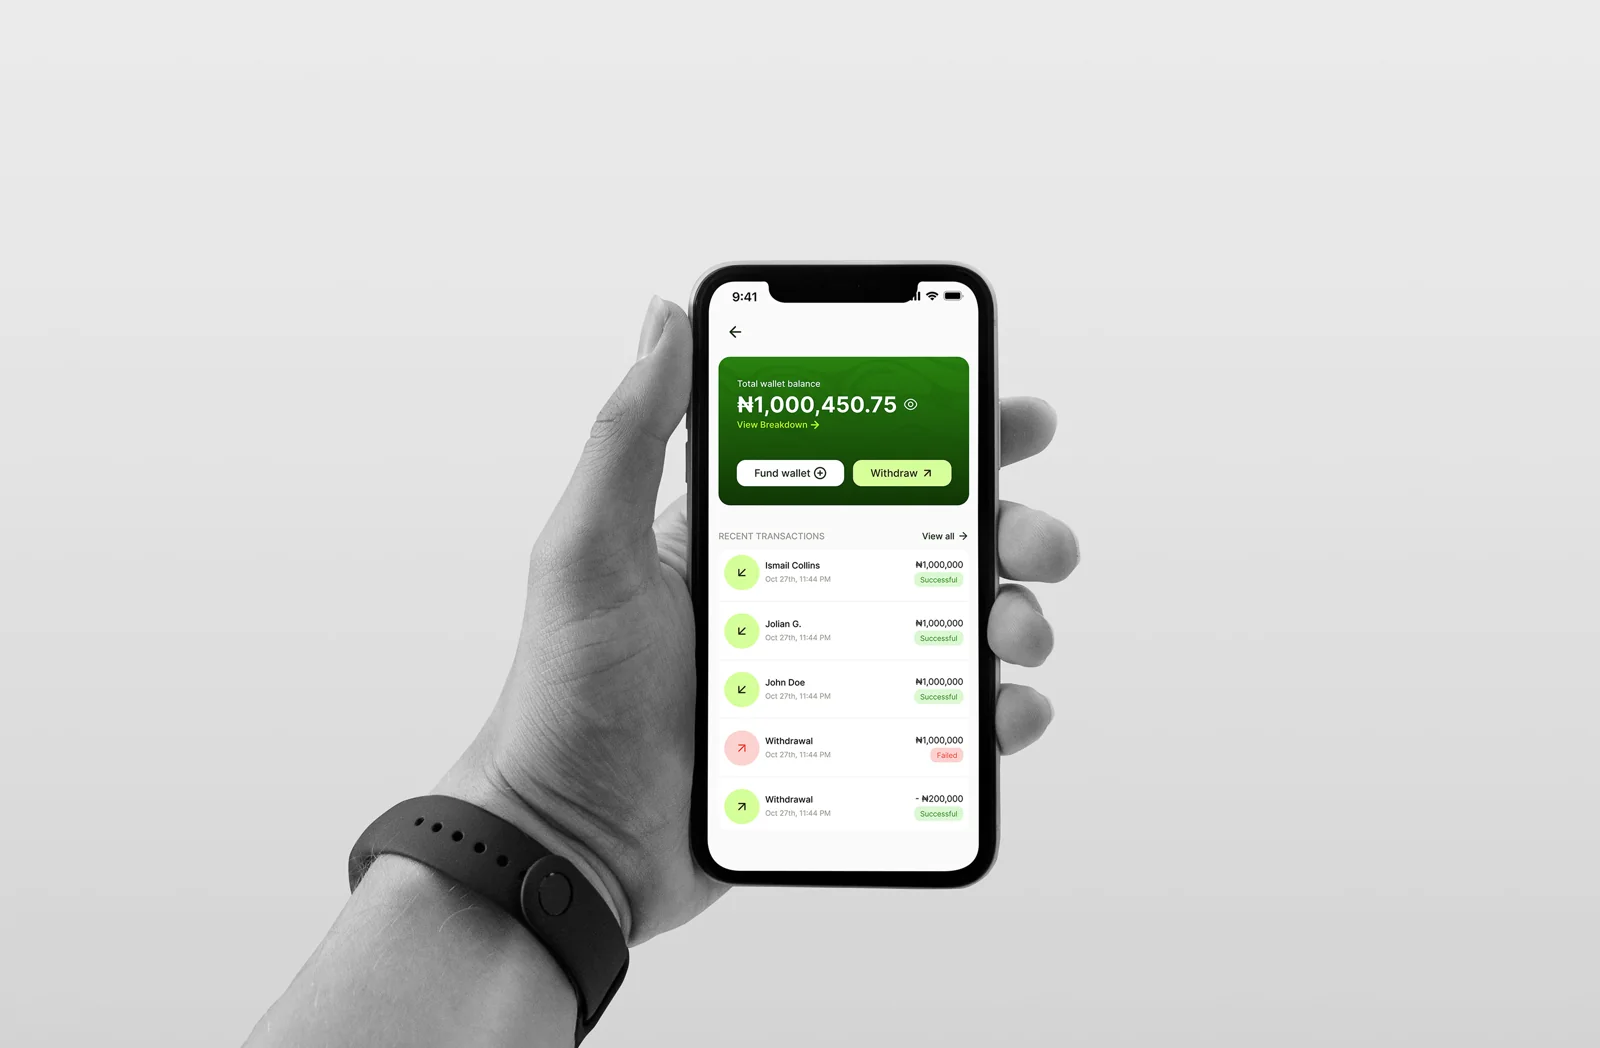 9:41
Total wallet balance
₦1,000,450.75
View Breakdown →
Fund wallet
Withdraw ↗
RECENT TRANSACTIONS View all →
Ismail Collins ₦1,000,000
Oct 27th, 11:44 PM Successful
Jolian G. ₦1,000,000
Oct 27th, 11:44 PM Successful
John Doe ₦1,000,000
Oct 27th, 11:44 PM Successful
Withdrawal ₦1,000,000
Oct 27th, 11:44 PM Failed
Withdrawal - ₦200,000
Oct 27th, 11:44 PM Successful